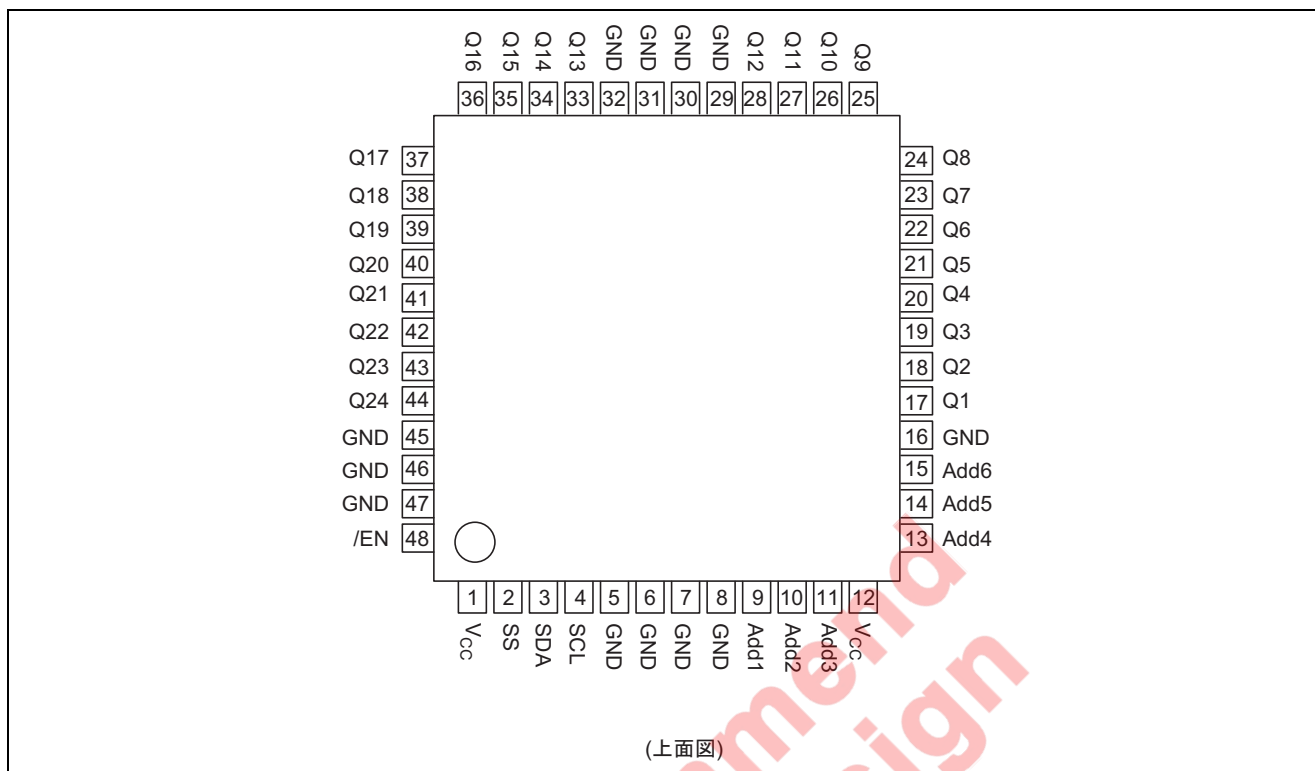 Q16 Q15 Q14 Q13 GND GND GND GND Q12 Q11 Q10 Q9
36 35 34 33 32 31 30 29 28 27 26 25
Q17 37 24 Q8
Q18 38 23 Q7
Q19 39 22 Q6
Q20 40 21 Q5
Q21 41 20 Q4
Q22 42 19 Q3
Q23 43 18 Q2
Q24 44 17 Q1
GND 45 16 GND
GND 46 15 Add6
GND 47 14 Add5
/EN 48 13 Add4
1 2 3 4 5 6 7 8 9 10 11 12
VCC SS SDA SCL GND GND GND GND Add1 Add2 Add3 VCC
(上面図)
mend
sign